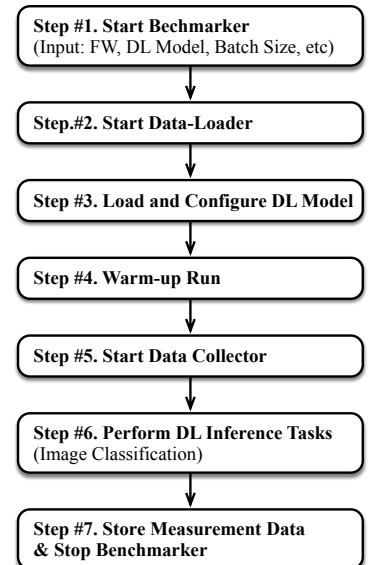 Step #1. Start Bechmarker
(Input: FW, DL Model, Batch Size, etc)
Step.#2. Start Data-Loader
Step #3. Load and Configure DL Model
Step #4. Warm-up Run
Step #5. Start Data Collector
Step #6. Perform DL Inference Tasks
(Image Classification)
Step #7. Store Measurement Data
& Stop Benchmarker